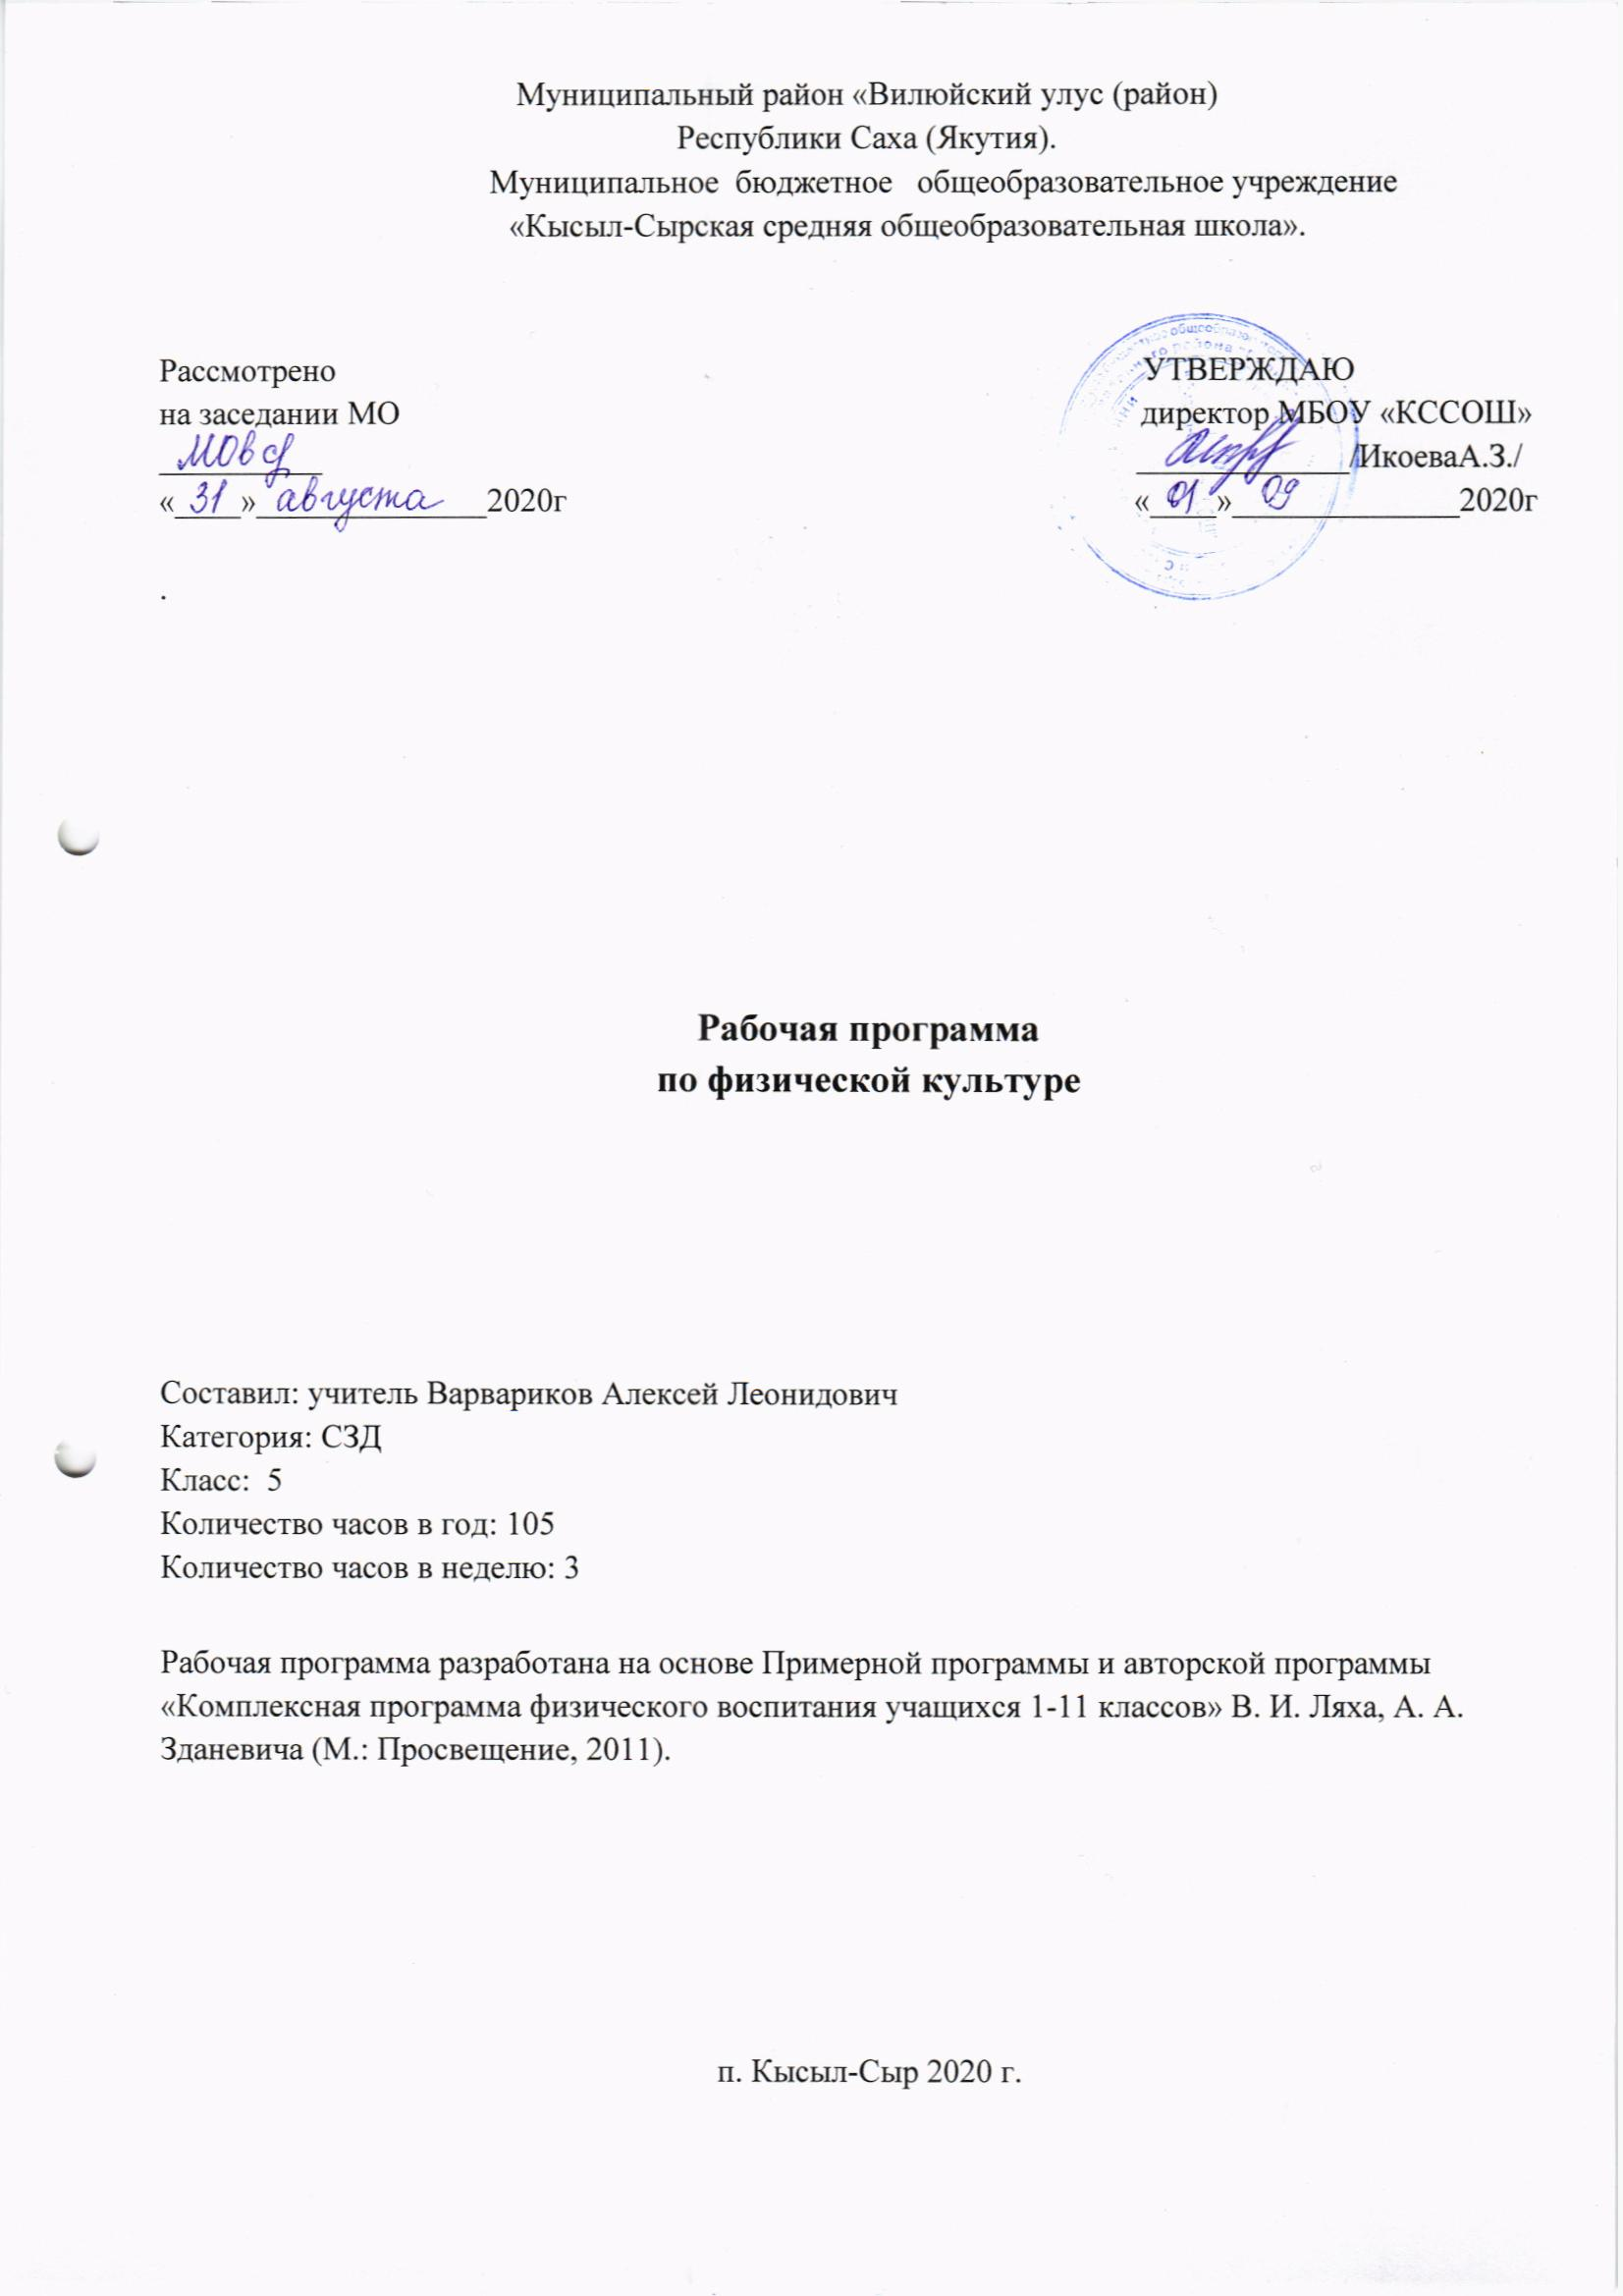 Муниципальный район «Вилюйский улус (район)
Республики Саха (Якутия).
Муниципальное бюджетное общеобразовательное учреждение
«Кысыл-Сырская средняя общеобразовательная школа».
Рассмотрено
на заседании МО
«31» августа 2020г
УТВЕРЖДАЮ
директор МБОУ «КССОШ»
/ИкоеваА.З./
«01» 09 2020г
.
Рабочая программа
по физической культуре
Составил: учитель Варвариков Алексей Леонидович
Категория: СЗД
Класс: 5
Количество часов в год: 105
Количество часов в неделю: 3
Рабочая программа разработана на основе Примерной программы и авторской программы
«Комплексная программа физического воспитания учащихся 1-11 классов» В. И. Ляха, А. А.
Зданевича (М.: Просвещение, 2011).
п. Кысыл-Сыр 2020 г.